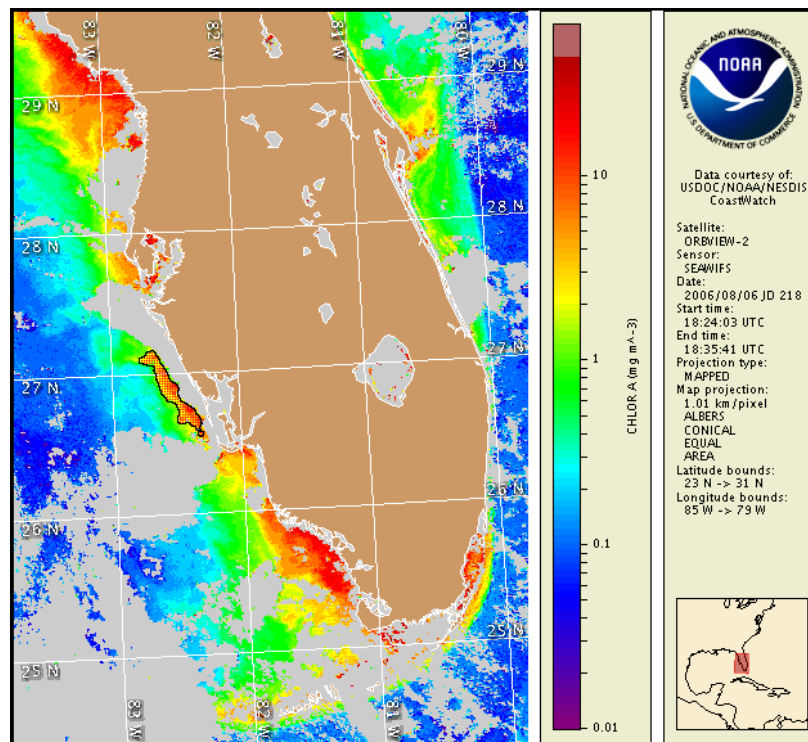 83 W
82 W
81 W
80 W
29 N
29 N
28 N
28 N
27 N
27 N
26 N
26 N
25 N
25 N
83 W
82 W
81 W
10
1
0.1
0.01
CHLOR A (mg m^-3)
NATIONAL OCEANIC AND ATMOSPHERIC ADMINISTRATION
NOAA
U.S. DEPARTMENT OF COMMERCE
Data courtesy of:
USDOC/NOAA/NESDIS
CoastWatch
Satellite:
ORBVIEW-2
Sensor:
SEAWIFS
Date:
2006/08/06 JD 218
Start time:
18:24:03 UTC
End time:
18:35:41 UTC
Projection type:
MAPPED
Map projection:
1.01 km/pixel
ALBERS
CONICAL
EQUAL
AREA
Latitude bounds:
23 N -> 31 N
Longitude bounds:
85 W -> 79 W